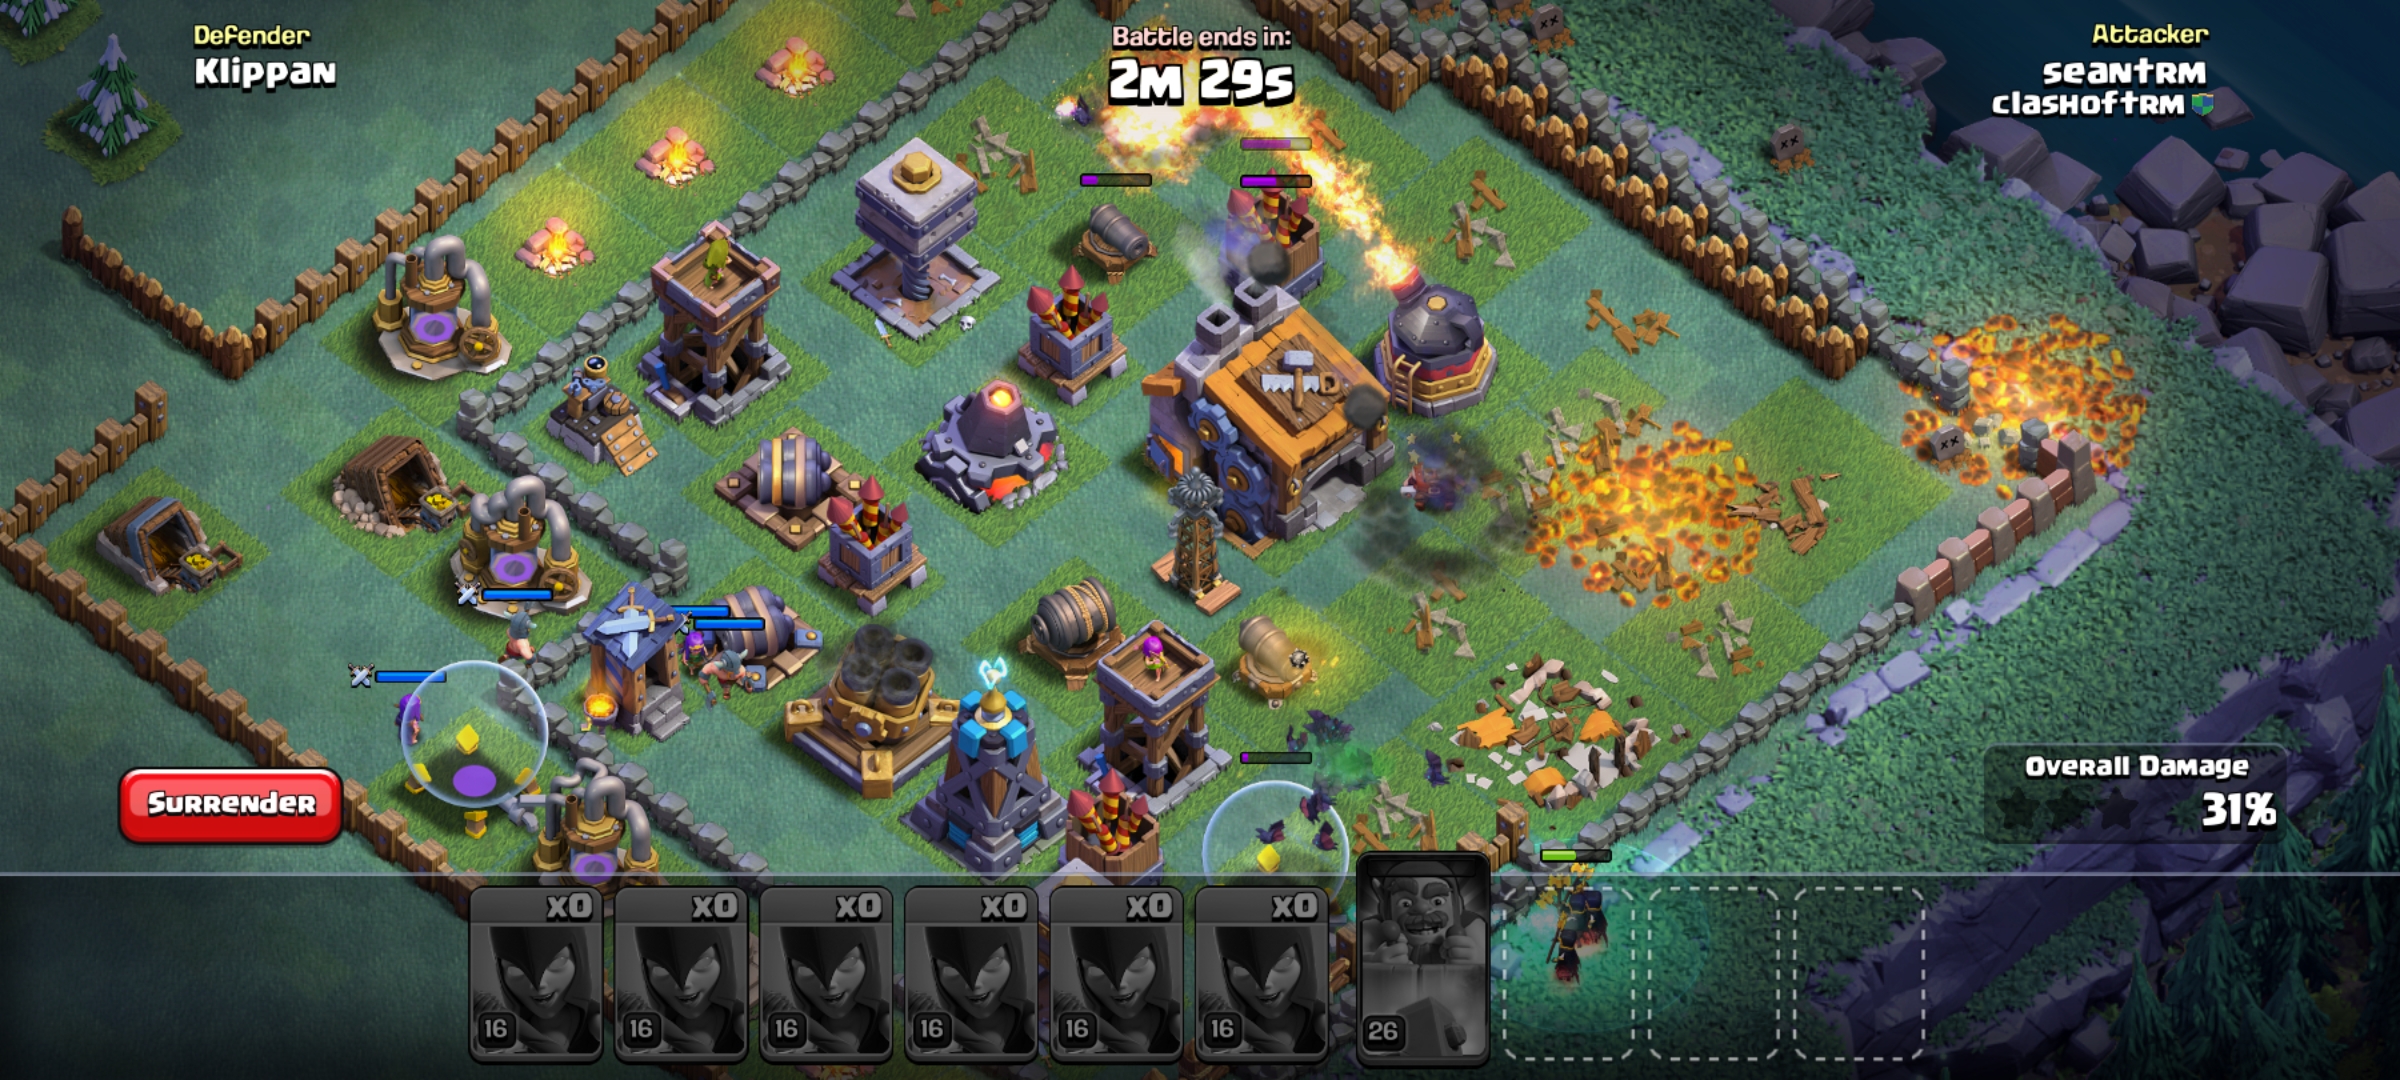 Defender
Klippan
Battle ends in:
2m 29s
Attacker
seantrm
clashoftrm
Surrender
Overall Damage
31%
x0
x0
x0
x0
x0
x0
16
16
16
16
16
16
26